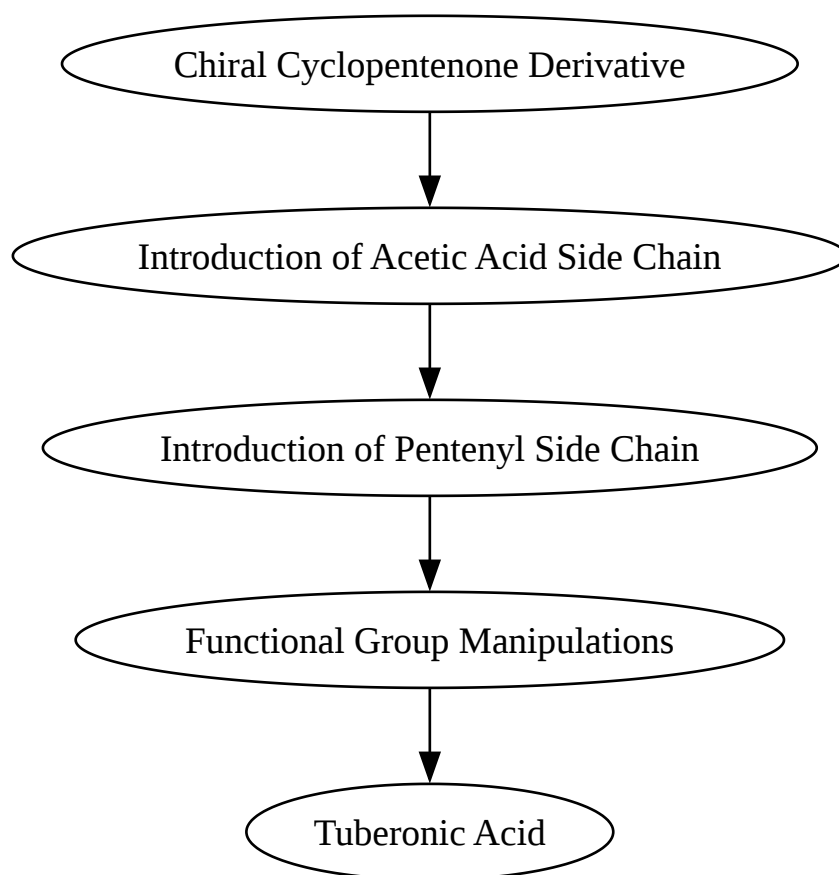 Chiral Cyclopentenone Derivative
Introduction of Acetic Acid Side Chain
Introduction of Pentenyl Side Chain
Functional Group Manipulations
Tuberonic Acid